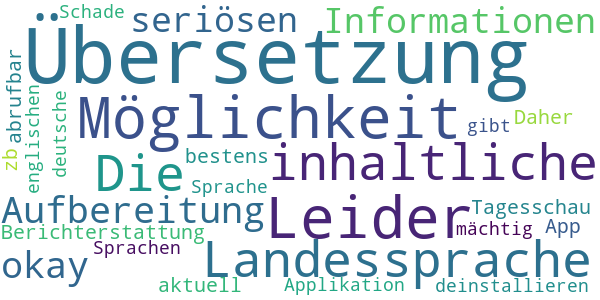 Schade
seriösen
Informationen
Übersetzung
abrufbar
Möglichkeit
gibt
Daher
zb
englischen
deutsche
Die
bestens
inhaltliche
Sprache
Aufbereitung
Leider
Tagesschau
Berichterstattung
mächtig
App
Sprachen
okay
Landessprache
aktuell
Applikation
deinstallieren